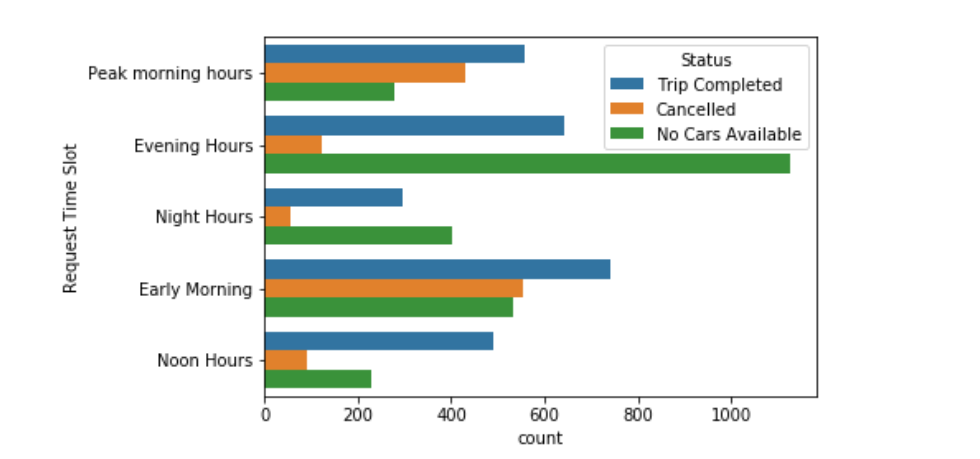 Status
Trip Completed
Cancelled
No Cars Available
Request Time Slot
Peak morning hours
Evening Hours
Night Hours
Early Morning
Noon Hours
0 200 400 600 800 1000
count